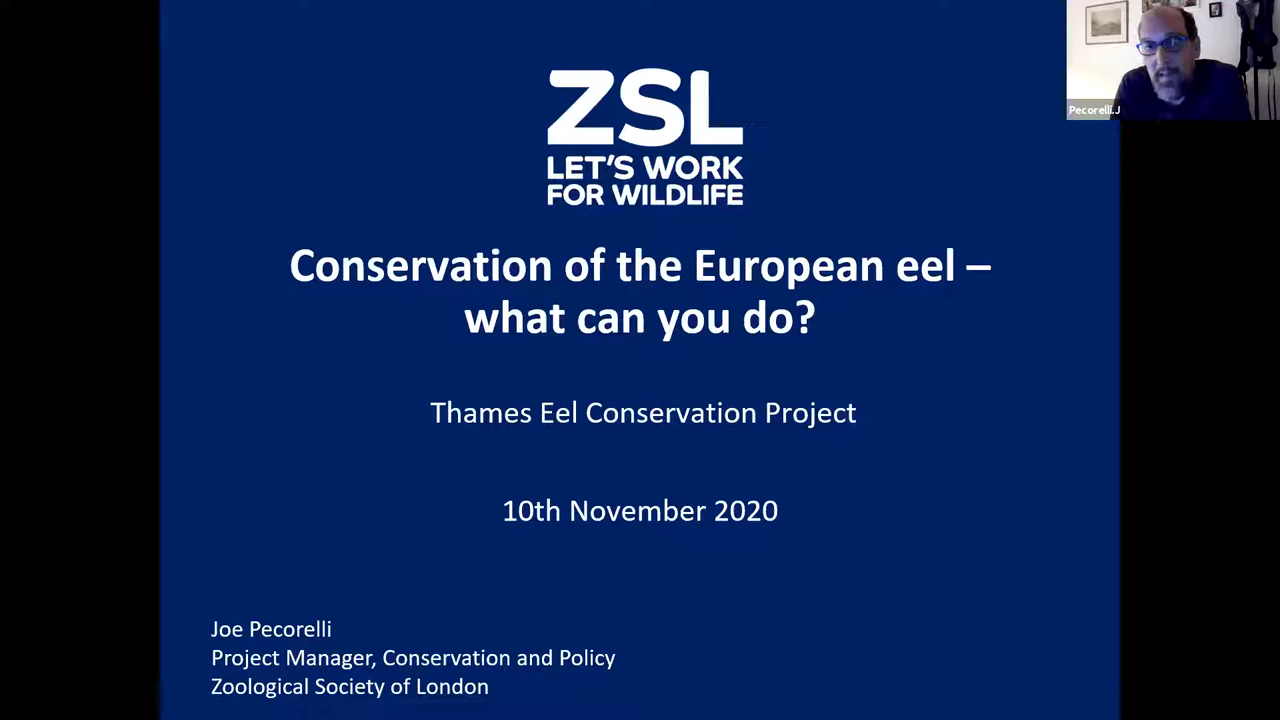 ZSL
LET'S WORK
FOR WILDLIFE
Conservation of the European eel –
what can you do?
Thames Eel Conservation Project
10th November 2020
Joe Pecorelli
Project Manager, Conservation and Policy
Zoological Society of London
Pecorelli.J